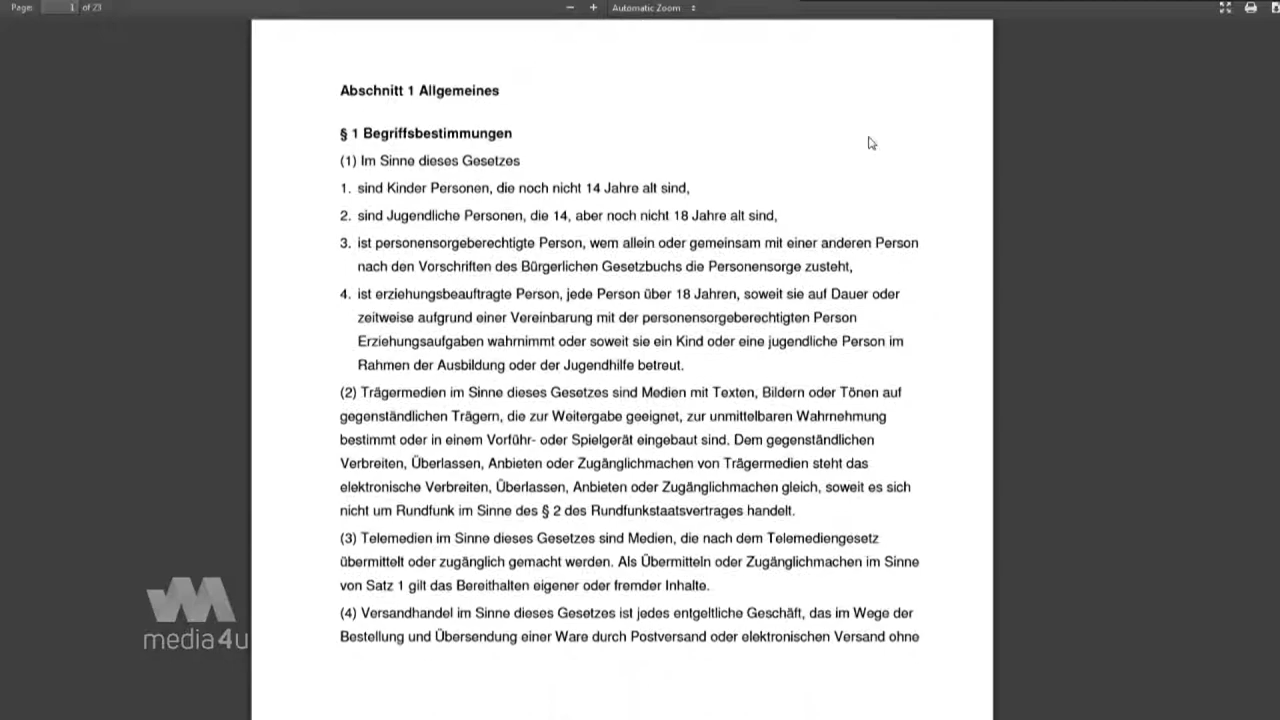 Page: 1 of 23 − + Automatic Zoom
Abschnitt 1 Allgemeines
§ 1 Begriffsbestimmungen
(1) Im Sinne dieses Gesetzes
1. sind Kinder Personen, die noch nicht 14 Jahre alt sind,
2. sind Jugendliche Personen, die 14, aber noch nicht 18 Jahre alt sind,
3. ist personensorgeberechtigte Person, wem allein oder gemeinsam mit einer anderen Person
nach den Vorschriften des Bürgerlichen Gesetzbuchs die Personensorge zusteht,
4. ist erziehungsbeauftragte Person, jede Person über 18 Jahren, soweit sie auf Dauer oder
zeitweise aufgrund einer Vereinbarung mit der personensorgeberechtigten Person
Erziehungsaufgaben wahrnimmt oder soweit sie ein Kind oder eine jugendliche Person im
Rahmen der Ausbildung oder der Jugendhilfe betreut.
(2) Trägermedien im Sinne dieses Gesetzes sind Medien mit Texten, Bildern oder Tönen auf
gegenständlichen Trägern, die zur Weitergabe geeignet, zur unmittelbaren Wahrnehmung
bestimmt oder in einem Vorführ- oder Spielgerät eingebaut sind. Dem gegenständlichen
Verbreiten, Überlassen, Anbieten oder Zugänglichmachen von Trägermedien steht das
elektronische Verbreiten, Überlassen, Anbieten oder Zugänglichmachen gleich, soweit es sich
nicht um Rundfunk im Sinne des § 2 des Rundfunkstaatsvertrages handelt.
(3) Telemedien im Sinne dieses Gesetzes sind Medien, die nach dem Telemediengesetz
übermittelt oder zugänglich gemacht werden. Als Übermitteln oder Zugänglichmachen im Sinne
von Satz 1 gilt das Bereithalten eigener oder fremder Inhalte.
(4) Versandhandel im Sinne dieses Gesetzes ist jedes entgeltliche Geschäft, das im Wege der
Bestellung und Übersendung einer Ware durch Postversand oder elektronischen Versand ohne
media4u